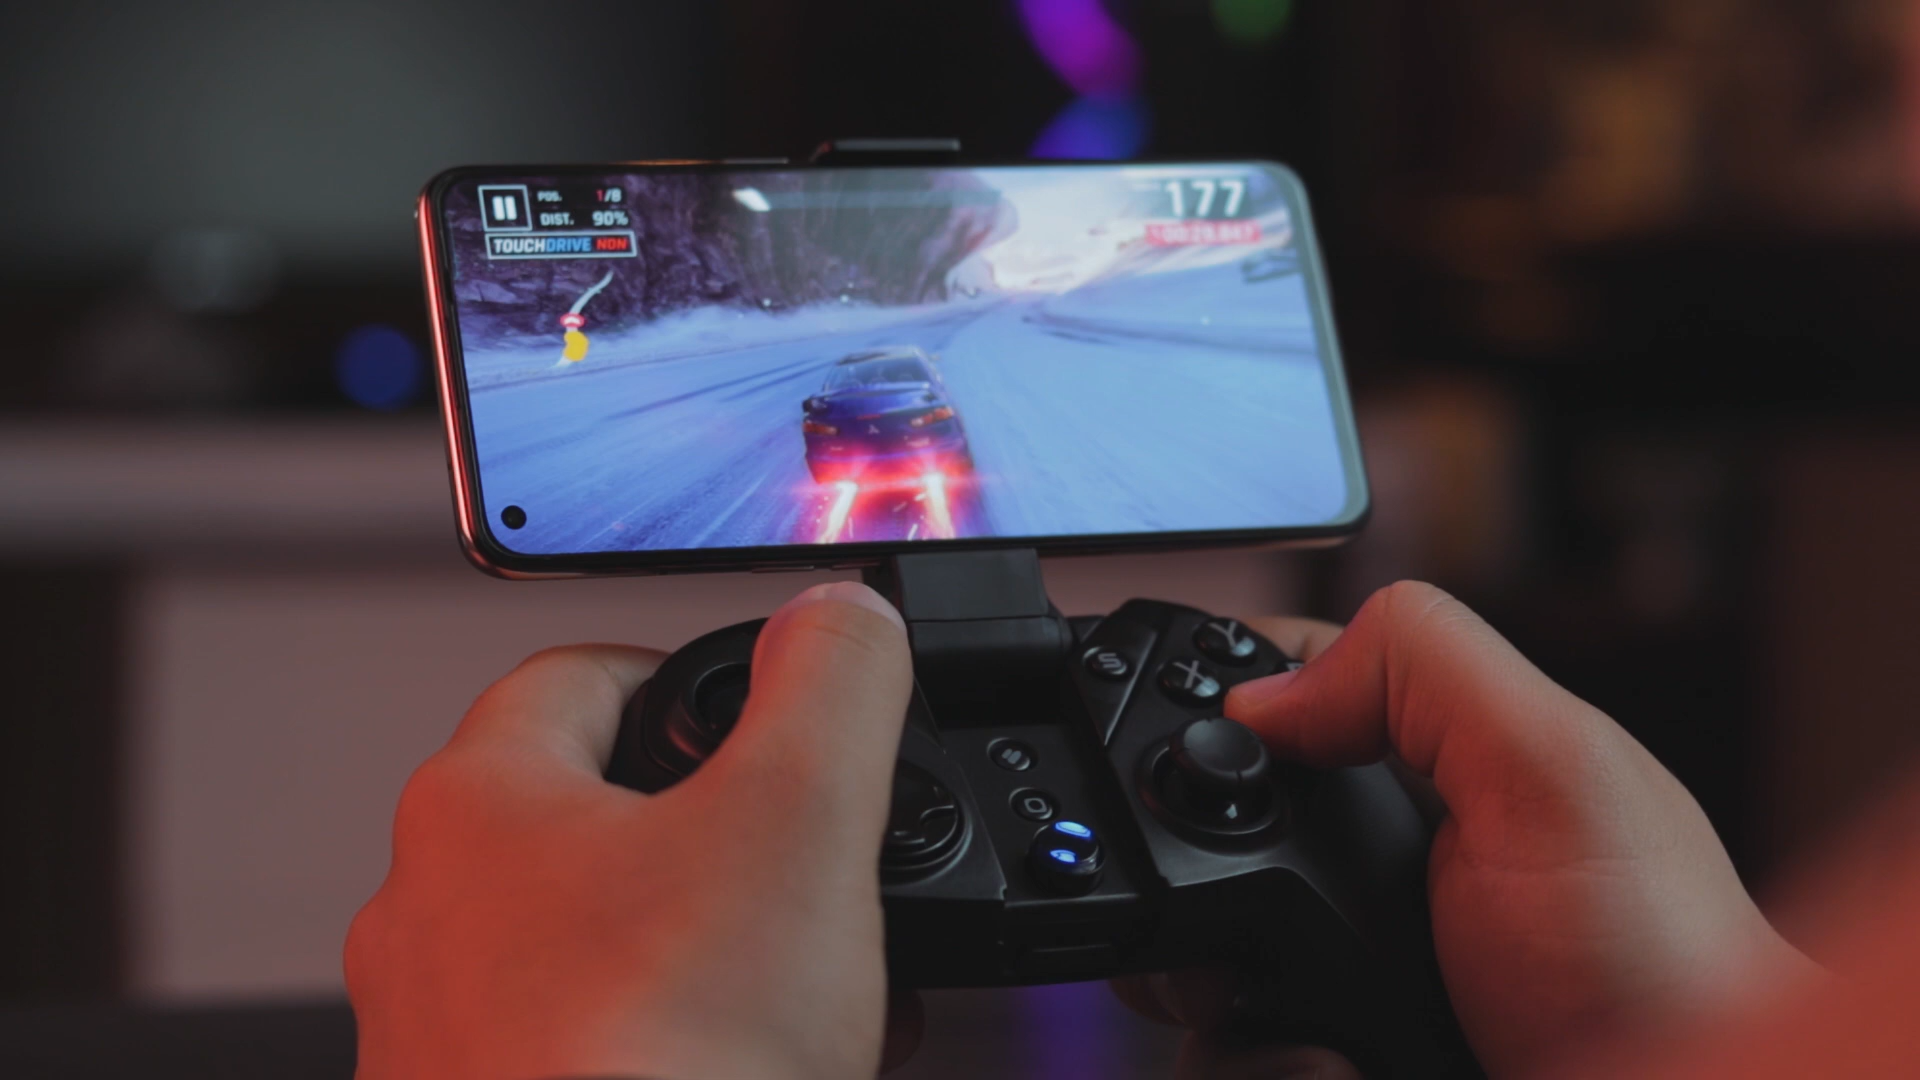 POS. 1/8
DIST. 90%
TOUCHDRIVE NON
177
S
Y
X